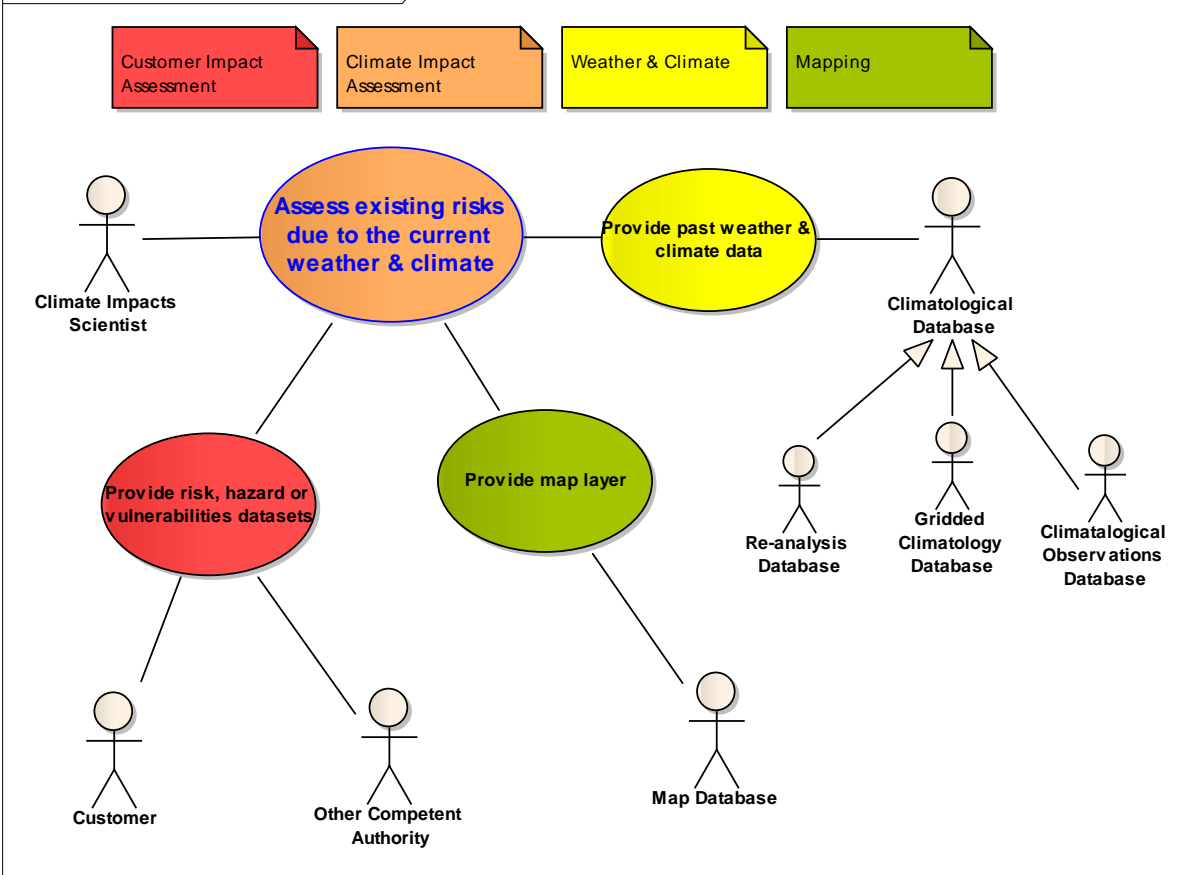 Customer Impact
Assessment
Climate Impact
Assessment
Weather & Climate
Mapping
Assess existing risks
due to the current
weather & climate
Provide past weather &
climate data
Climate Impacts
Scientist
Climatological
Database
Provide risk, hazard or
vulnerabilities datasets
Provide map layer
Re-analysis
Database
Gridded
Climatology
Database
Climatalogical
Observations
Database
Customer
Other Competent
Authority
Map Database